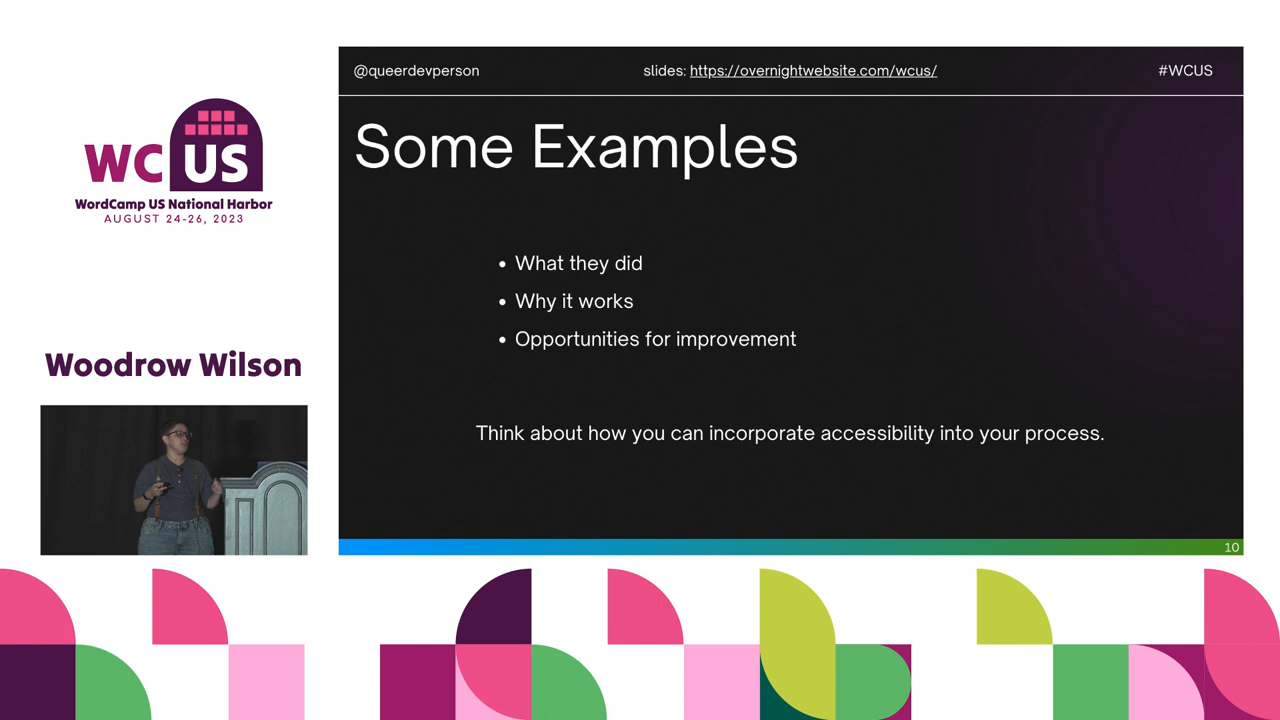 WC US
WordCamp US National Harbor
AUGUST 24-26, 2023
Woodrow Wilson
@queerdevperson
slides: https://overnightwebsite.com/wcus/
#WCUS
Some Examples
• What they did
• Why it works
• Opportunities for improvement
Think about how you can incorporate accessibility into your process.
10